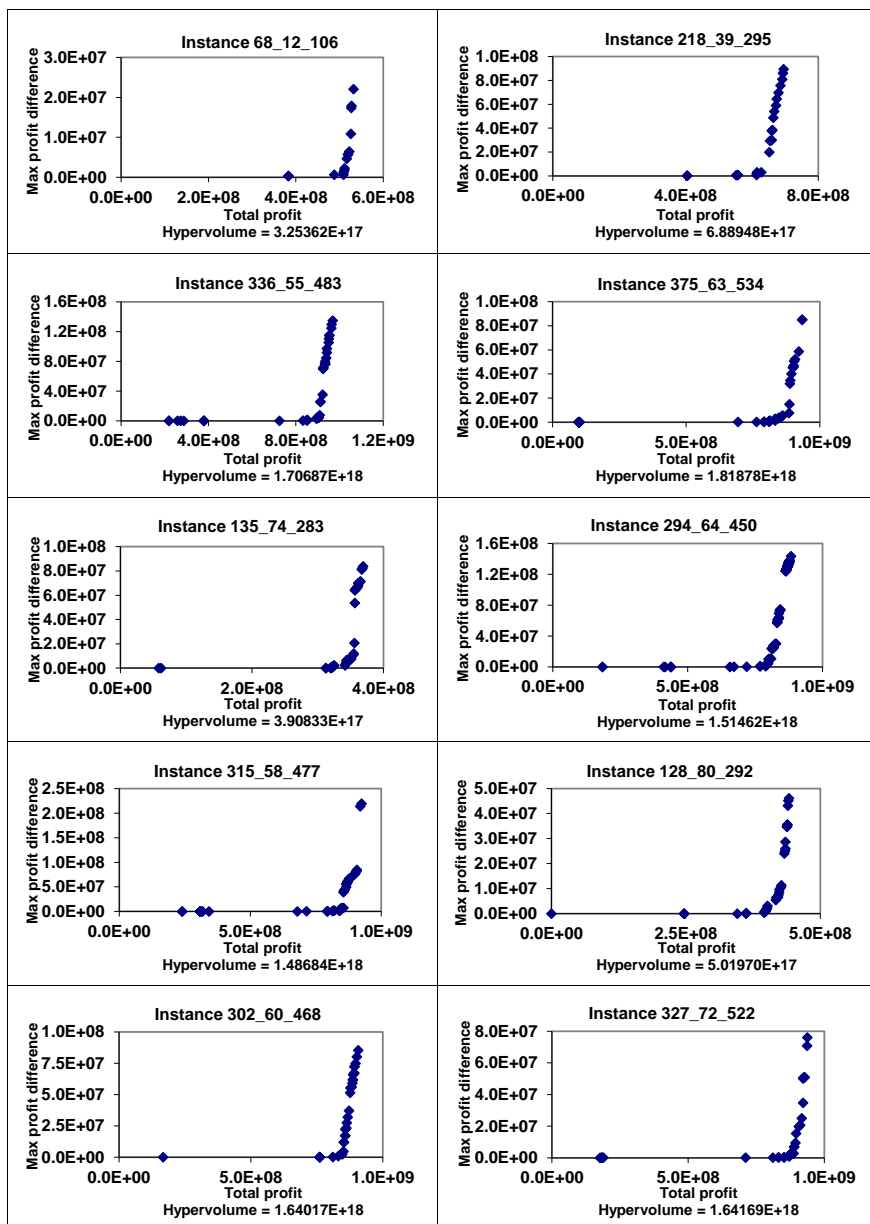 Instance 68_12_106
Max profit difference
3.0E+07
2.0E+07
1.0E+07
0.0E+00
0.0E+00 2.0E+08 4.0E+08 6.0E+08
Total profit
Hypervolume = 3.25362E+17
Instance 218_39_295
Max profit difference
1.0E+08
8.0E+07
6.0E+07
4.0E+07
2.0E+07
0.0E+00
0.0E+00 4.0E+08 8.0E+08
Total profit
Hypervolume = 6.88948E+17
Instance 336_55_483
Max profit difference
1.6E+08
1.2E+08
8.0E+07
4.0E+07
0.0E+00
0.0E+00 4.0E+08 8.0E+08 1.2E+09
Total profit
Hypervolume = 1.70687E+18
Instance 375_63_534
Max profit difference
1.0E+08
8.0E+07
6.0E+07
4.0E+07
2.0E+07
0.0E+00
0.0E+00 5.0E+08 1.0E+09
Total profit
Hypervolume = 1.81878E+18
Instance 135_74_283
Max profit difference
1.0E+08
8.0E+07
6.0E+07
4.0E+07
2.0E+07
0.0E+00
0.0E+00 2.0E+08 4.0E+08
Total profit
Hypervolume = 3.90833E+17
Instance 294_64_450
Max profit difference
1.6E+08
1.2E+08
8.0E+07
4.0E+07
0.0E+00
0.0E+00 5.0E+08 1.0E+09
Total profit
Hypervolume = 1.51462E+18
Instance 315_58_477
Max profit difference
2.5E+08
2.0E+08
1.5E+08
1.0E+08
5.0E+07
0.0E+00
0.0E+00 5.0E+08 1.0E+09
Total profit
Hypervolume = 1.48684E+18
Instance 128_80_292
Max profit difference
5.0E+07
4.0E+07
3.0E+07
2.0E+07
1.0E+07
0.0E+00
0.0E+00 2.5E+08 5.0E+08
Total profit
Hypervolume = 5.01970E+17
Instance 302_60_468
Max profit difference
1.0E+08
7.5E+07
5.0E+07
2.5E+07
0.0E+00
0.0E+00 5.0E+08 1.0E+09
Total profit
Hypervolume = 1.64017E+18
Instance 327_72_522
Max profit difference
8.0E+07
6.0E+07
4.0E+07
2.0E+07
0.0E+00
0.0E+00 5.0E+08 1.0E+09
Total profit
Hypervolume = 1.64169E+18